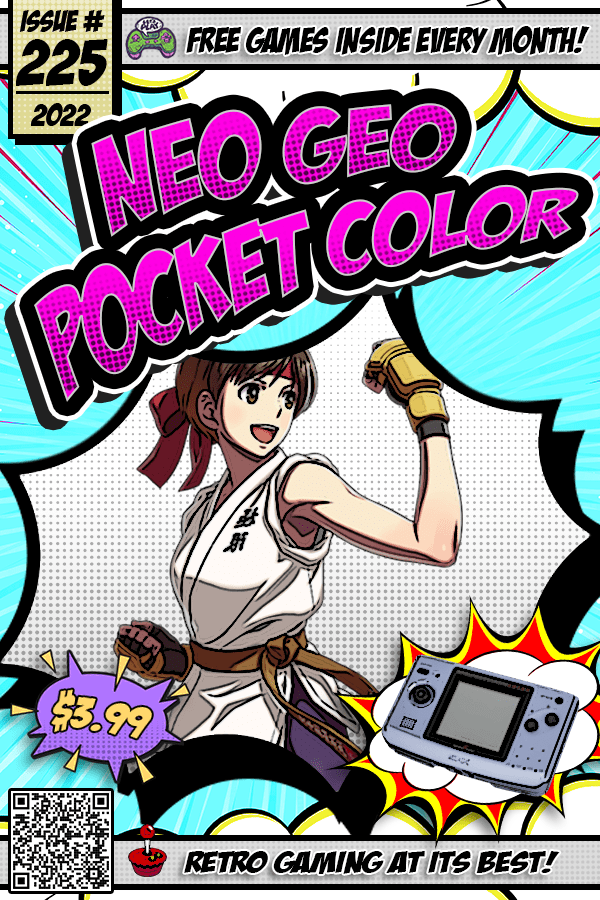 ISSUE #
225
2022
FREE GAMES INSIDE EVERY MONTH!
NEO GEO
POCKET COLOR
$3.99
RETRO GAMING AT ITS BEST!